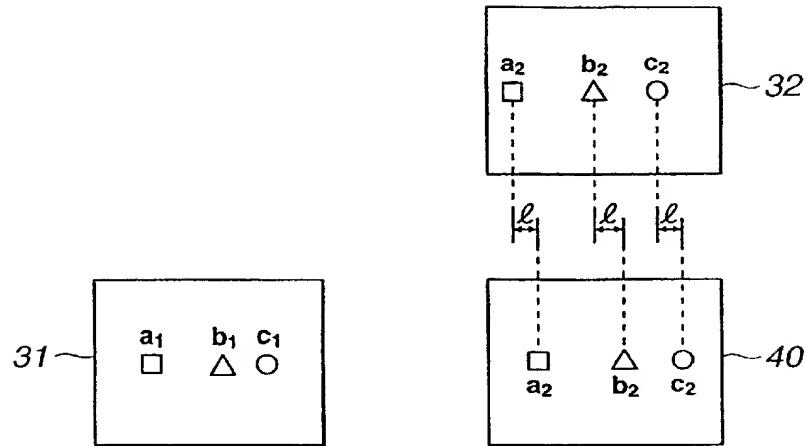 a₂ b₂ c₂
32
ℓ ℓ ℓ
a₁ b₁ c₁
31
40
a₂ b₂ c₂